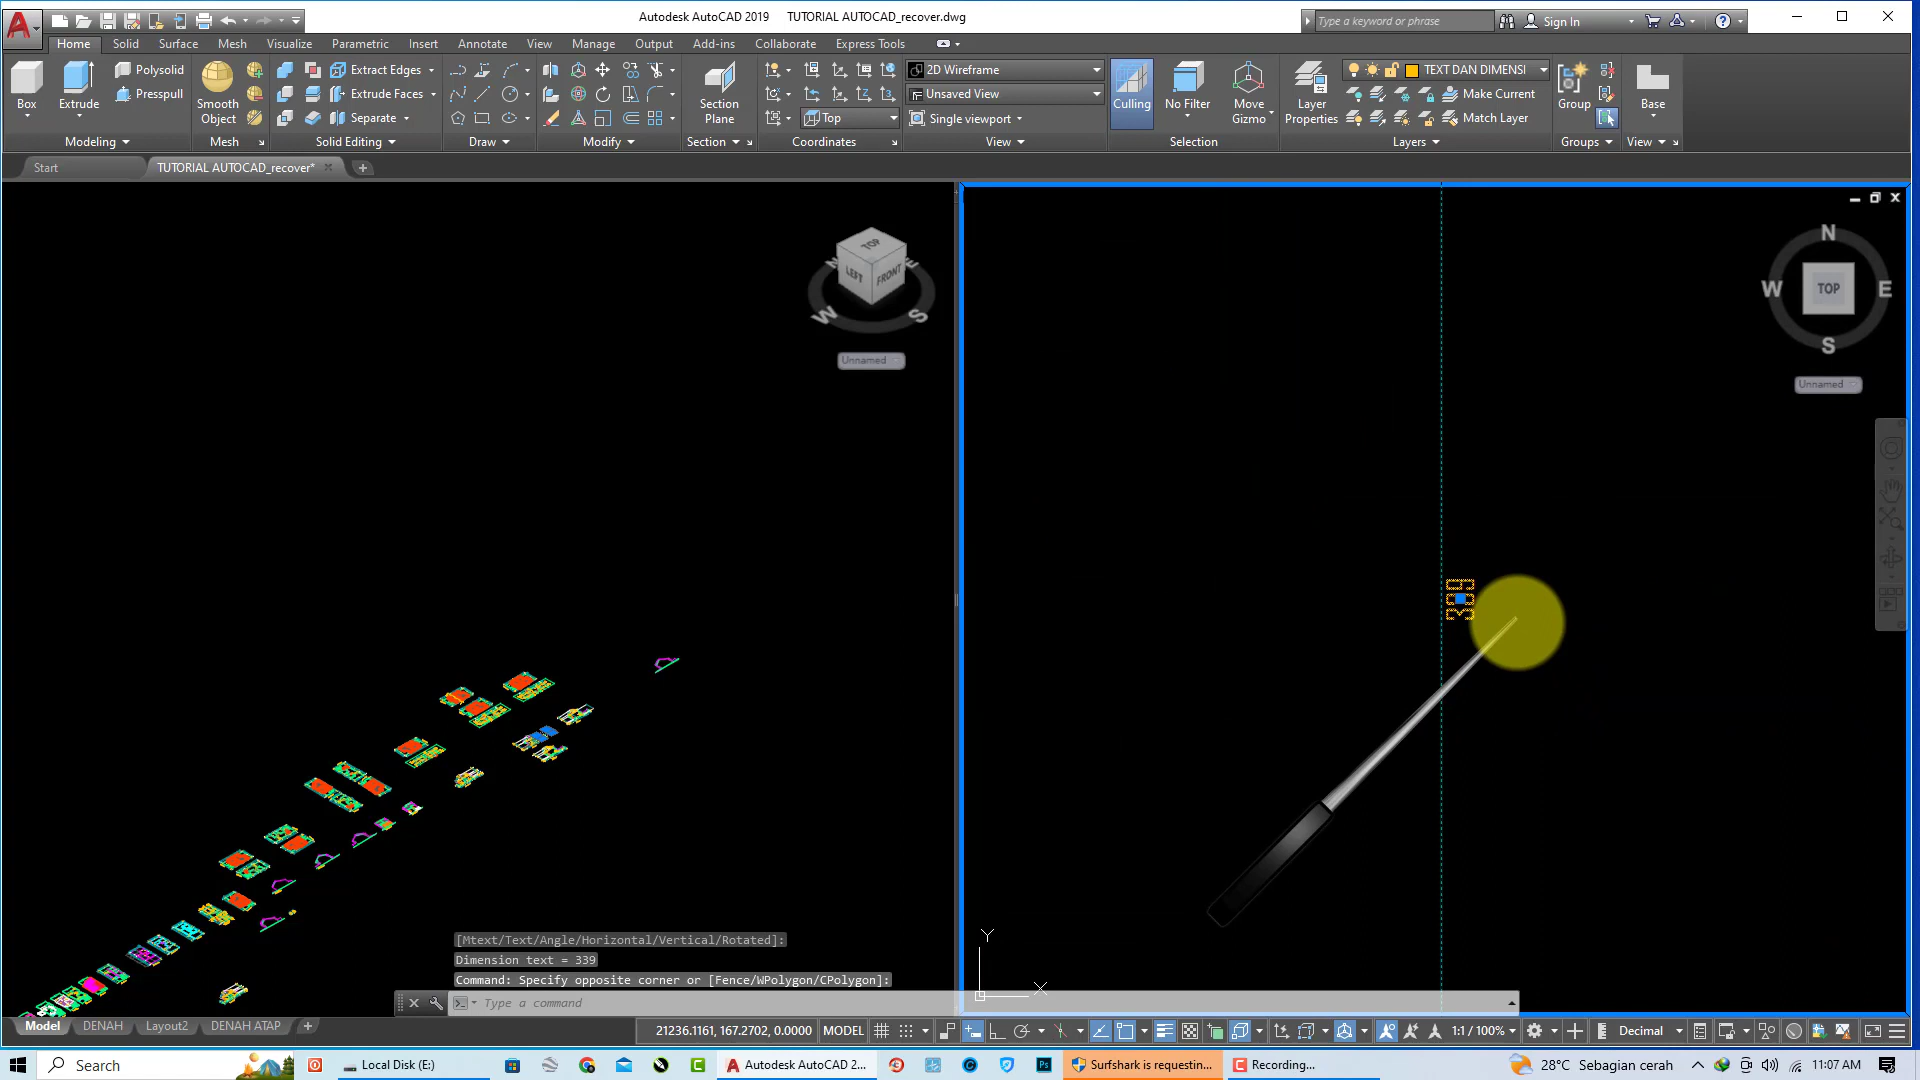 Autodesk AutoCAD 2019 TUTORIAL AUTOCAD_recover.dwg
Type a keyword or phrase
Sign In
Home Solid Surface Mesh Visualize Parametric Insert Annotate View Manage Output Add-ins Collaborate Express Tools
Box
Extrude
Polysolid
Presspull
Modeling
Smooth
Object
Mesh
Extract Edges
Extrude Faces
Separate
Solid Editing
Draw
Modify
Section
Plane
Section
Top
Coordinates
2D Wireframe
Unsaved View
Single viewport
View
Culling
No Filter
Move
Gizmo
Selection
Layer
Properties
TEXT DAN DIMENSI
Make Current
Match Layer
Layers
Group
Groups
Base
View
Start TUTORIAL AUTOCAD_recover*
TOP
LEFT FRONT
N E
W S
Unnamed
N
W TOP E
S
Unnamed
339
Y
X
[Mtext/Text/Angle/Horizontal/Vertical/Rotated]:
Dimension text = 339
Command: Specify opposite corner or [Fence/WPolygon/CPolygon]:
Type a command
Model DENAH Layout2 DENAH ATAP
21236.1161, 167.2702, 0.0000 MODEL 1:1 / 100% Decimal
Search Local Disk (E:) Autodesk AutoCAD 2... Surfshark is requestin... Recording... 28°C Sebagian cerah 11:07 AM